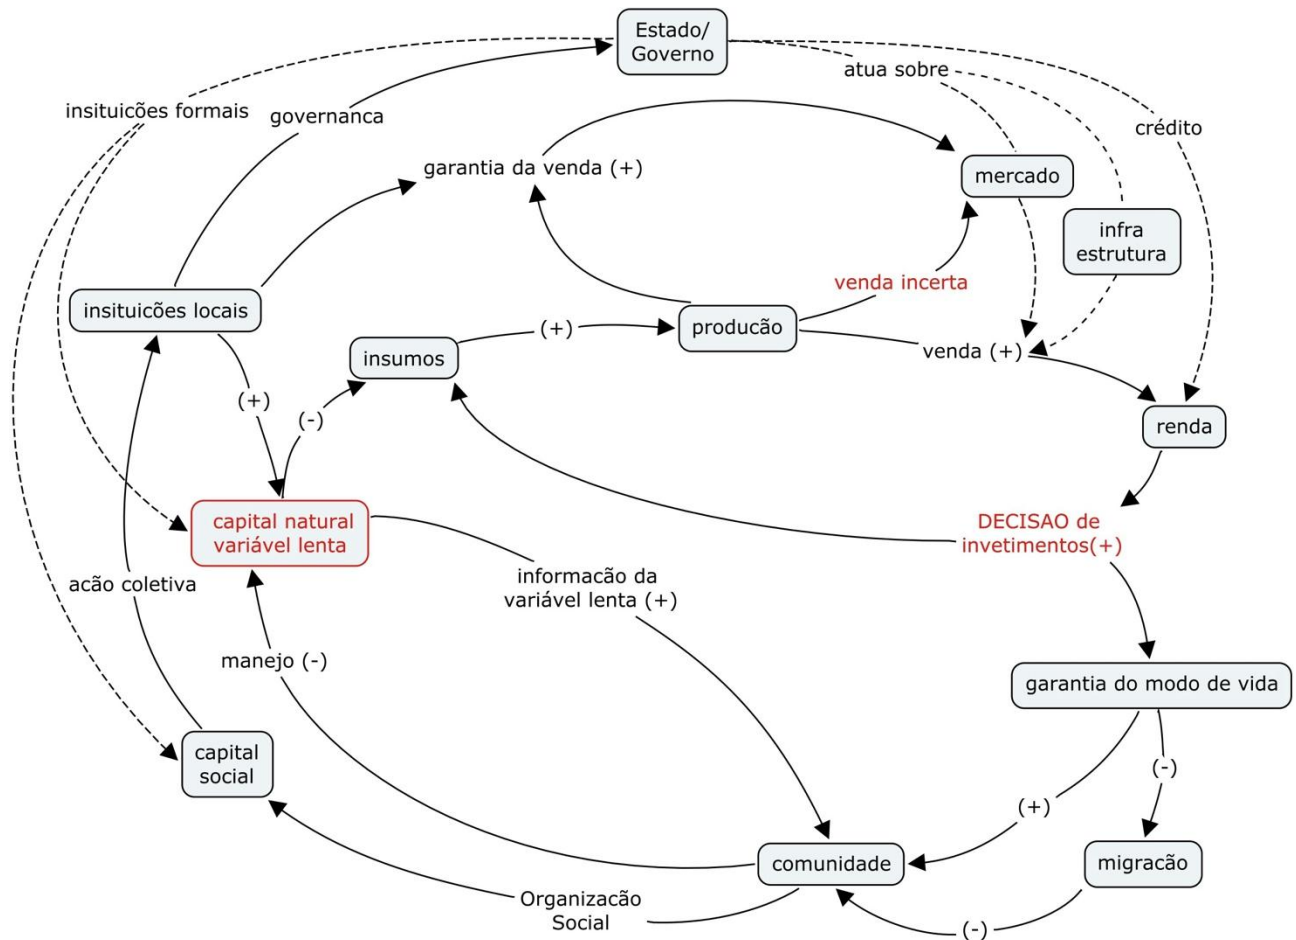 Estado/
Governo
atua sobre
insituicões formais
governanca
crédito
garantia da venda (+)
mercado
infra
estrutura
venda incerta
insituicões locais
producão
(+)
insumos
venda (+)
(+)
(-)
renda
capital natural
variável lenta
DECISAO de
invetimentos(+)
informacão da
variável lenta (+)
acão coletiva
manejo (-)
garantia do modo de vida
capital
social
(-)
(+)
comunidade
migracão
Organizacão
Social
(-)